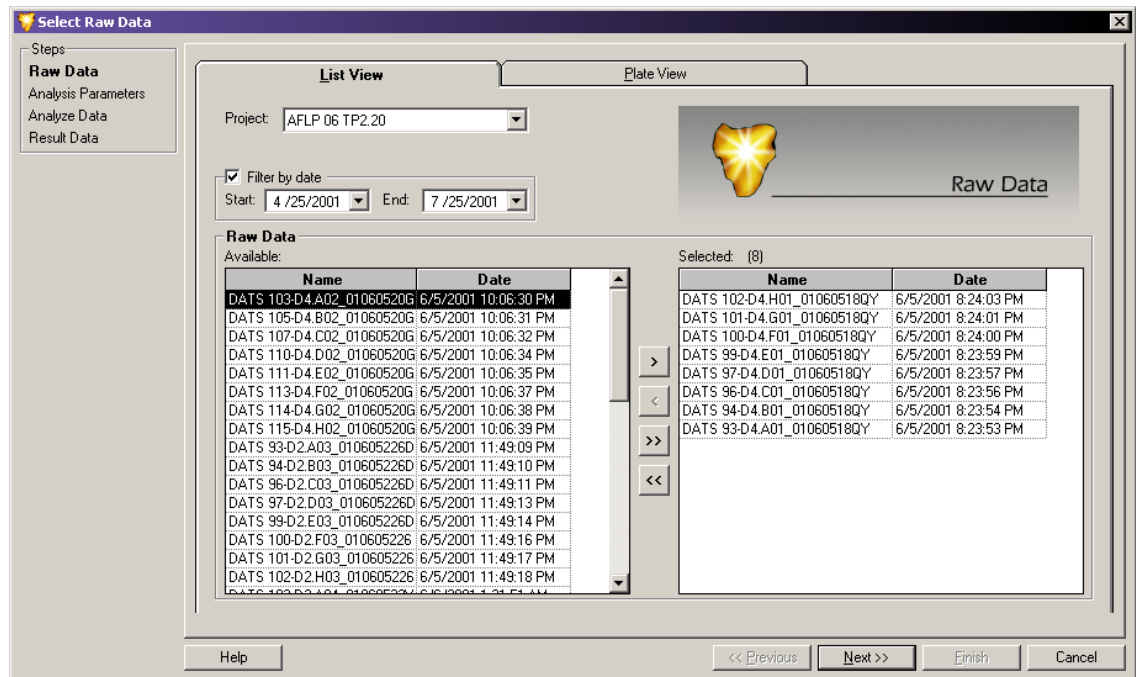 Select Raw Data
Steps
Raw Data
Analysis Parameters
Analyze Data
Result Data
List View
Plate View
Project: AFLP 06 TP2.20
Filter by date
Start: 4 /25/2001 End: 7 /25/2001
Raw Data
Raw Data
Available:
Name Date
DATS 103-D4.A02_01060520G 6/5/2001 10:06:30 PM
DATS 105-D4.B02_01060520G 6/5/2001 10:06:31 PM
DATS 107-D4.C02_01060520G 6/5/2001 10:06:32 PM
DATS 110-D4.D02_01060520G 6/5/2001 10:06:34 PM
DATS 111-D4.E02_01060520G 6/5/2001 10:06:35 PM
DATS 113-D4.F02_01060520G 6/5/2001 10:06:37 PM
DATS 114-D4.G02_01060520G 6/5/2001 10:06:38 PM
DATS 115-D4.H02_01060520G 6/5/2001 10:06:39 PM
DATS 93-D2.A03_010605226D 6/5/2001 11:49:09 PM
DATS 94-D2.B03_010605226D 6/5/2001 11:49:10 PM
DATS 96-D2.C03_010605226D 6/5/2001 11:49:11 PM
DATS 97-D2.D03_010605226D 6/5/2001 11:49:13 PM
DATS 99-D2.E03_010605226D 6/5/2001 11:49:14 PM
DATS 100-D2.F03_010605226 6/5/2001 11:49:16 PM
DATS 101-D2.G03_010605226 6/5/2001 11:49:17 PM
DATS 102-D2.H03_010605226 6/5/2001 11:49:18 PM
>
<
>>
<<
Selected: (8)
Name Date
DATS 102-D4.H01_01060518QY 6/5/2001 8:24:03 PM
DATS 101-D4.G01_01060518QY 6/5/2001 8:24:01 PM
DATS 100-D4.F01_01060518QY 6/5/2001 8:24:00 PM
DATS 99-D4.E01_01060518QY 6/5/2001 8:23:59 PM
DATS 97-D4.D01_01060518QY 6/5/2001 8:23:57 PM
DATS 96-D4.C01_01060518QY 6/5/2001 8:23:56 PM
DATS 94-D4.B01_01060518QY 6/5/2001 8:23:54 PM
DATS 93-D4.A01_01060518QY 6/5/2001 8:23:53 PM
Help
<< Previous
Next >>
Finish
Cancel